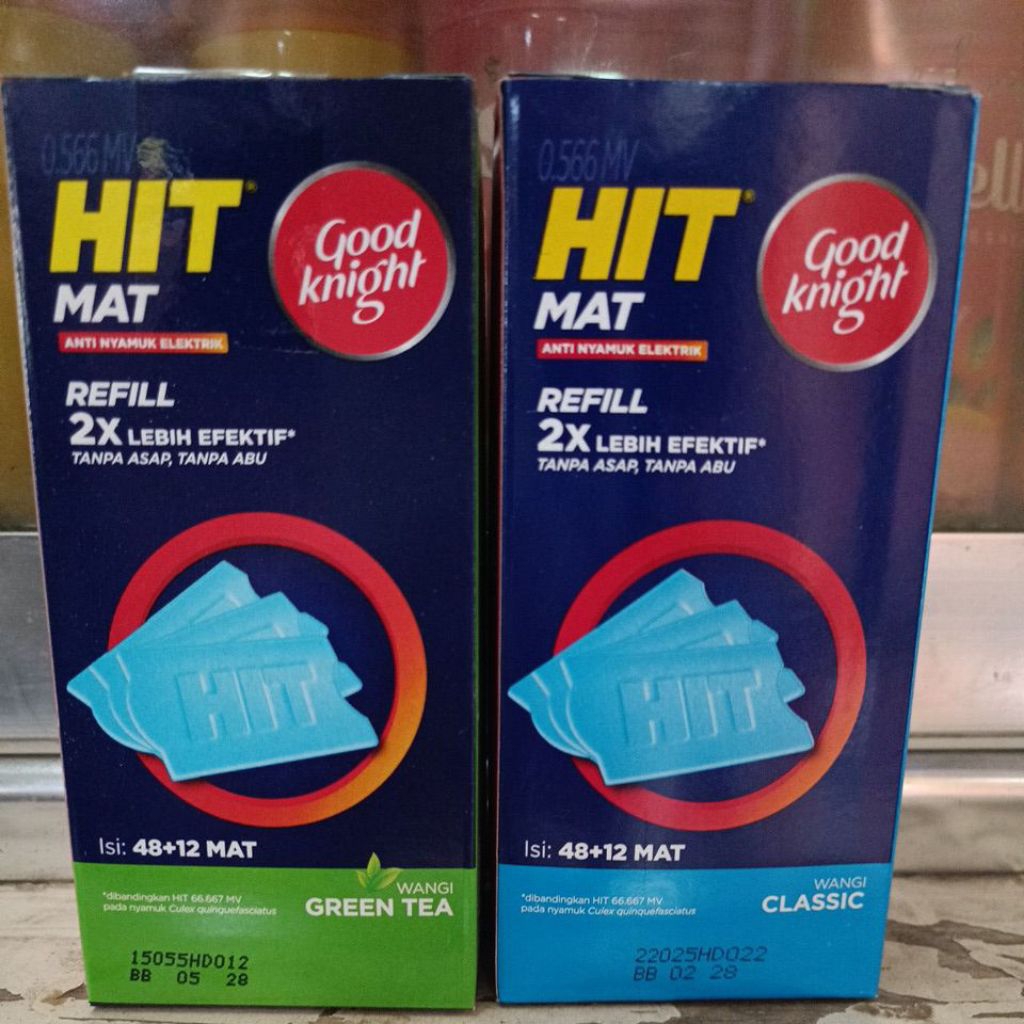 0.566 MV
HIT®
Good
knight
MAT
ANTI NYAMUK ELEKTRIK
REFILL
2X LEBIH EFEKTIF*
TANPA ASAP, TANPA ABU
HIT
Isi: 48+12 MAT
*dibandingkan HIT 66.667 MV
pada nyamuk Culex quinquefasciatus
WANGI
GREEN TEA
15055HD012
BB 05 28
0.566 MV
HIT®
Good
knight
MAT
ANTI NYAMUK ELEKTRIK
REFILL
2X LEBIH EFEKTIF*
TANPA ASAP, TANPA ABU
HIT
Isi: 48+12 MAT
*dibandingkan HIT 66.667 MV
pada nyamuk Culex quinquefasciatus
WANGI
CLASSIC
22025HD022
BB 02 28